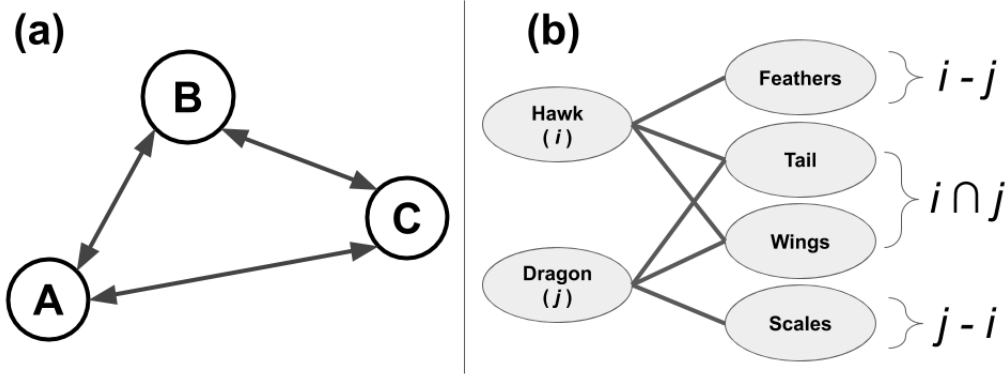 (a)
B
C
A
(b)
Hawk
( i )
Dragon
( j )
Feathers
Tail
Wings
Scales
i - j
i ∩ j
j - i